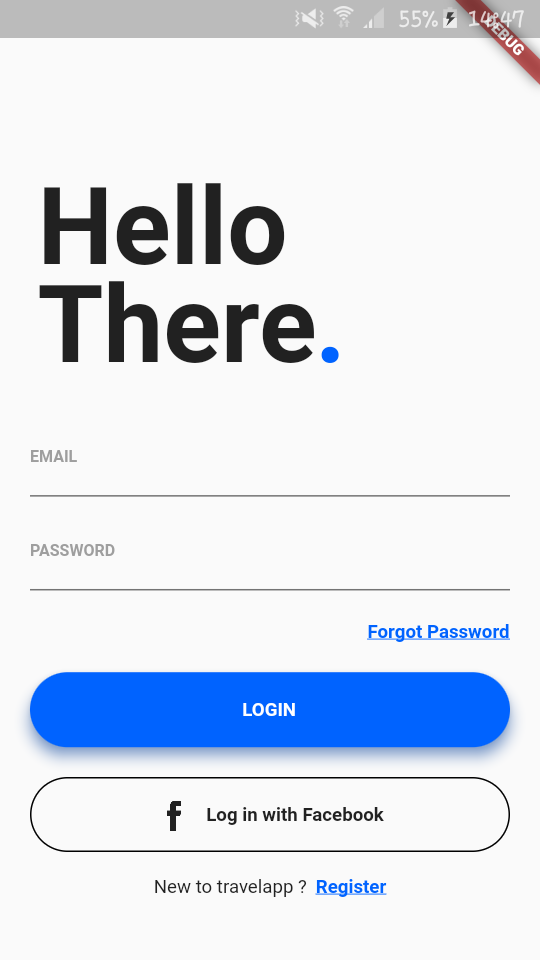 55% 14:47
DEBUG
Hello
There.
EMAIL
PASSWORD
Forgot Password
LOGIN
f Log in with Facebook
New to travelapp ? Register